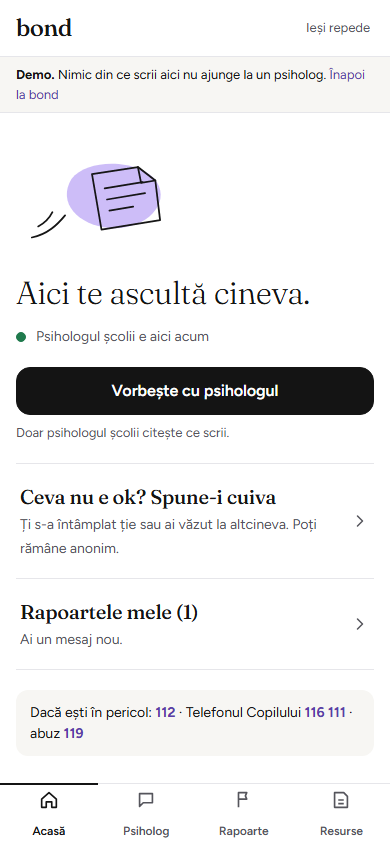 bond
Ieși repede
Demo. Nimic din ce scrii aici nu ajunge la un psiholog. Înapoi
la bond
Aici te ascultă cineva.
Psihologul școlii e aici acum
Vorbește cu psihologul
Doar psihologul școlii citește ce scrii.
Ceva nu e ok? Spune-i cuiva
Ți s-a întâmplat ție sau ai văzut la altcineva. Poți
rămâne anonim.
Rapoartele mele (1)
Ai un mesaj nou.
Dacă ești în pericol: 112 · Telefonul Copilului 116 111 ·
abuz 119
Acasă
Psiholog
Rapoarte
Resurse